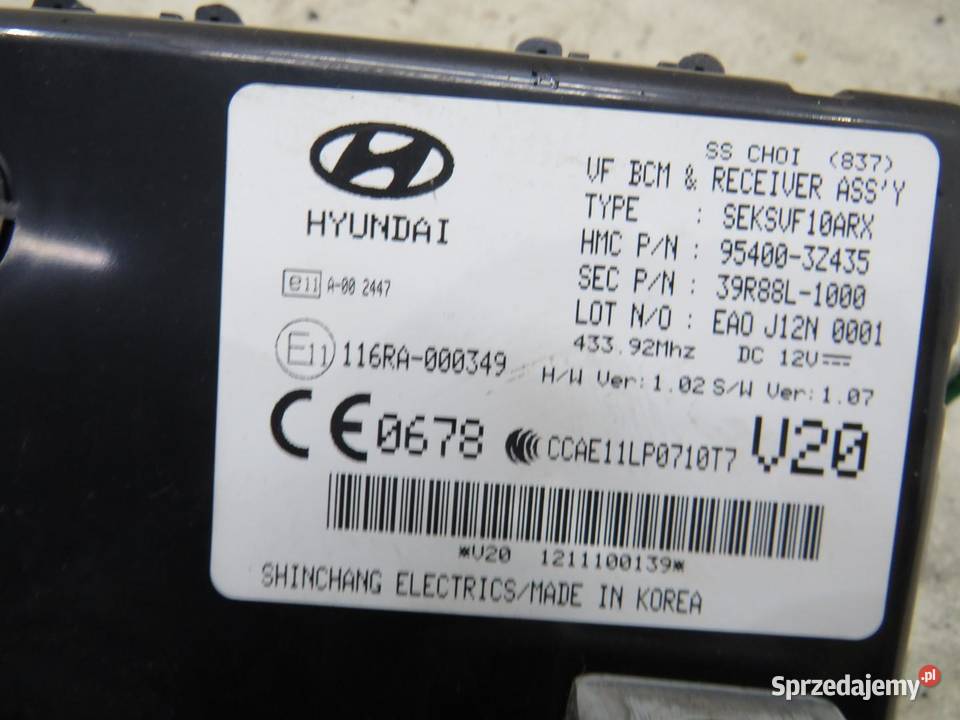 SS CHOI (837)
HYUNDAI
VF BCM & RECEIVER ASS'Y
TYPE : SEKSVF10ARX
HMC P/N : 95400-3Z435
SEC P/N : 39R88L-1000
LOT N/O : EAO J12N 0001
433.92Mhz DC 12V
H/W Ver:1.02 S/W Ver:1.07
e11 A-00 2447
E11 116RA-000349
CE0678 CCAE11LP0710T7 V20
*V20 1211100139*
SHINCHANG ELECTRICS/MADE IN KOREA
Sprzedajemy.pl